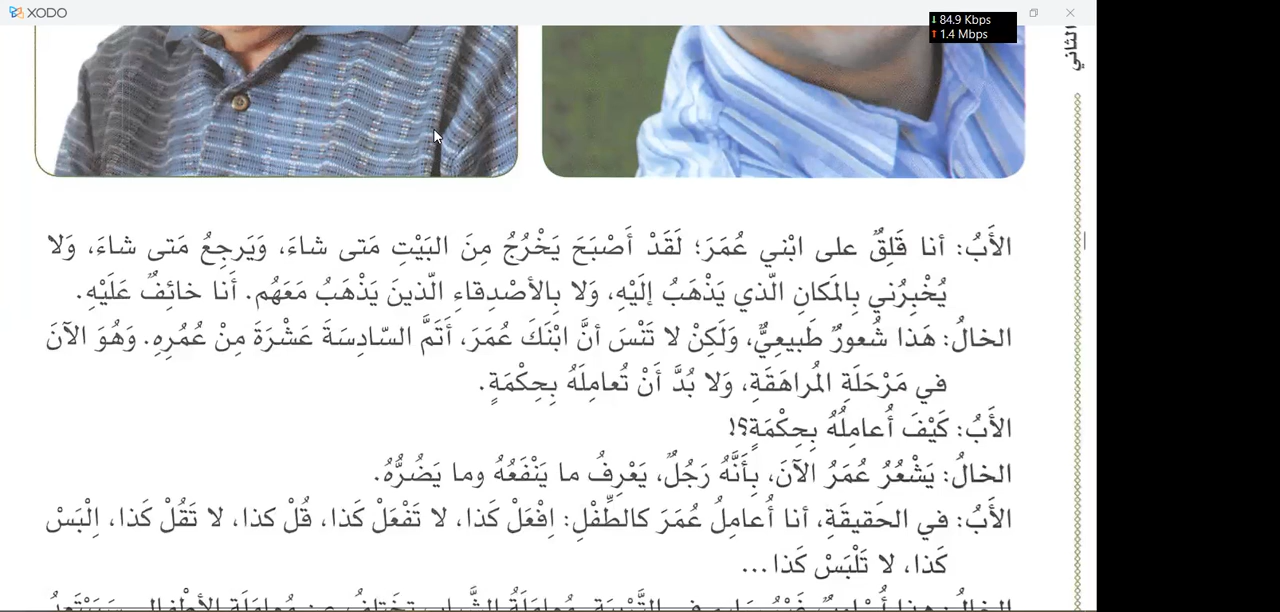 XODO
84.9 Kbps
1.4 Mbps
الثاني
الأَبُ: أنا قَلِقٌ على ابْني عُمَرَ؛ لَقَدْ أَصْبَحَ يَخْرُجُ مِنَ البَيْتِ مَتى شاءَ، وَيَرجِعُ مَتى شاءَ، وَلا
يُخْبِرُني بِالمَكانِ الَّذي يَذْهَبُ إلَيْهِ، وَلا بِالأصْدِقاءِ الَّذينَ يَذْهَبُ مَعَهُم. أَنا خائِفٌ عَلَيْهِ.
الخالُ: هَذا شُعورٌ طَبيعِيٌّ، وَلَكِنْ لا تَنْسَ أنَّ ابْنَكَ عُمَرَ، أَتَمَّ السّادِسَةَ عَشْرَةَ مِنْ عُمُرِهِ. وَهُوَ الآنَ
في مَرْحَلَةِ المُراهَقَةِ، وَلا بُدَّ أَنْ تُعامِلَهُ بِحِكْمَةٍ.
الأَبُ: كَيْفَ أُعامِلُهُ بِحِكْمَةٍ؟!
الخالُ: يَشْعُرُ عُمَرُ الآنَ، بِأَنَّهُ رَجُلٌ، يَعْرِفُ ما يَنْفَعُهُ وما يَضُرُّهُ.
الأَبُ: في الحَقيقَةِ، أنا أُعامِلُ عُمَرَ كالطِّفْلِ: اِفْعَلْ كَذا، لا تَفْعَلْ كَذا، قُلْ كذا، لا تَقُلْ كَذا، اِلْبَسْ
كَذا، لا تَلْبَسْ كَذا...